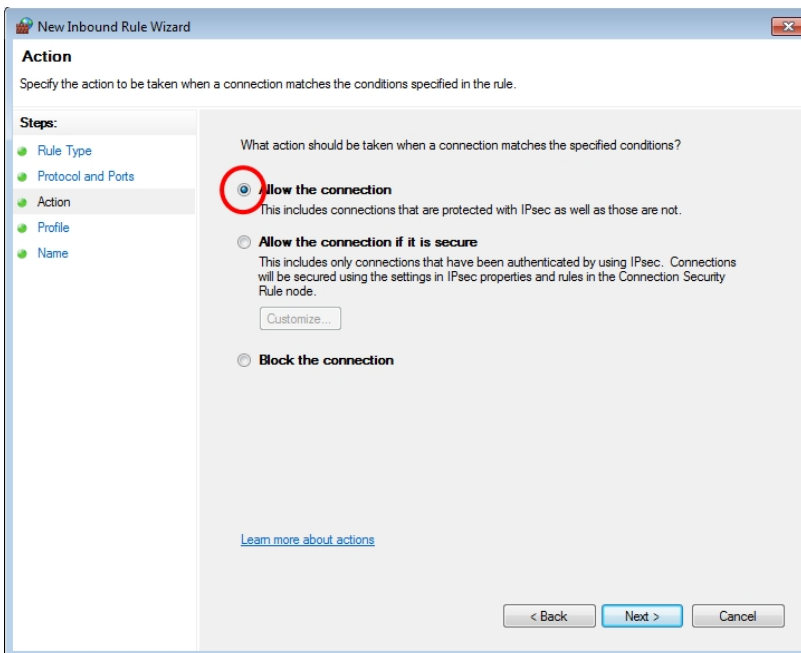 New Inbound Rule Wizard
Action
Specify the action to be taken when a connection matches the conditions specified in the rule.
Steps:
Rule Type
Protocol and Ports
Action
Profile
Name
What action should be taken when a connection matches the specified conditions?
Allow the connection
This includes connections that are protected with IPsec as well as those are not.
Allow the connection if it is secure
This includes only connections that have been authenticated by using IPsec. Connections
will be secured using the settings in IPsec properties and rules in the Connection Security
Rule node.
Customize...
Block the connection
Learn more about actions
< Back
Next >
Cancel